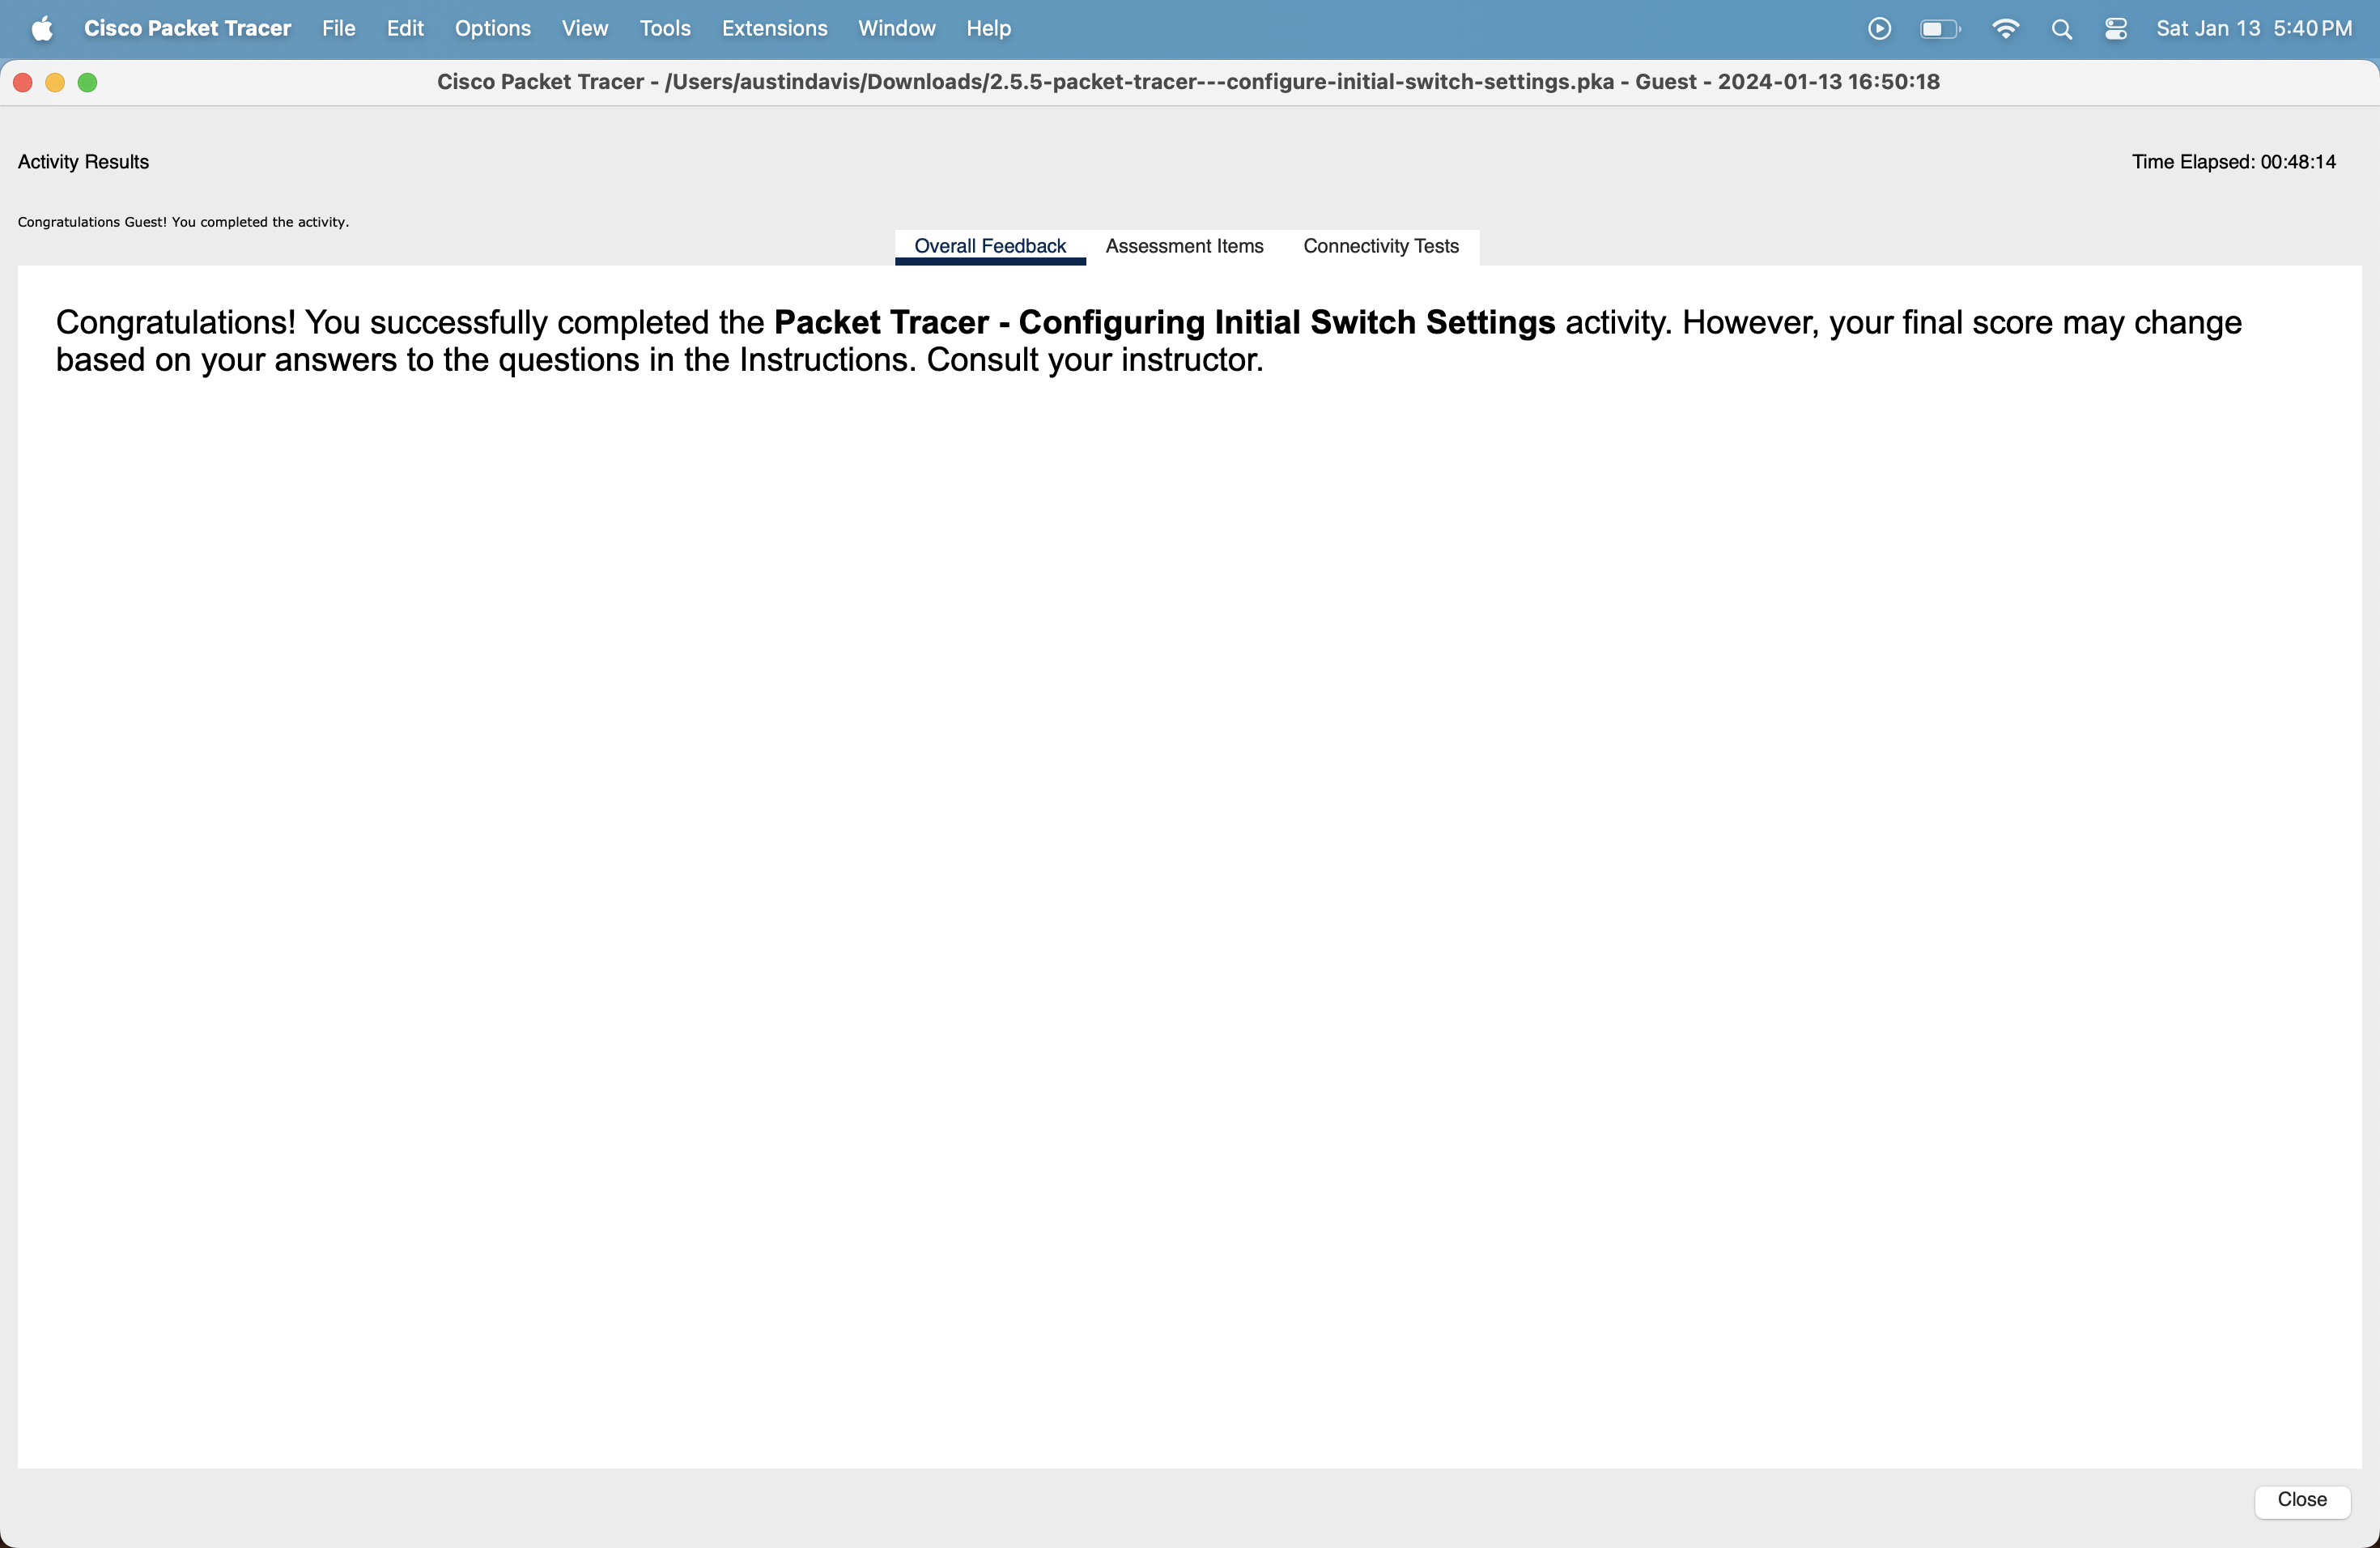 Cisco Packet Tracer File Edit Options View Tools Extensions Window Help Sat Jan 13 5:40 PM
Cisco Packet Tracer - /Users/austindavis/Downloads/2.5.5-packet-tracer---configure-initial-switch-settings.pka - Guest - 2024-01-13 16:50:18
Activity Results Time Elapsed: 00:48:14
Congratulations Guest! You completed the activity.
Overall Feedback Assessment Items Connectivity Tests
Congratulations! You successfully completed the Packet Tracer - Configuring Initial Switch Settings activity. However, your final score may change
based on your answers to the questions in the Instructions. Consult your instructor.
Close